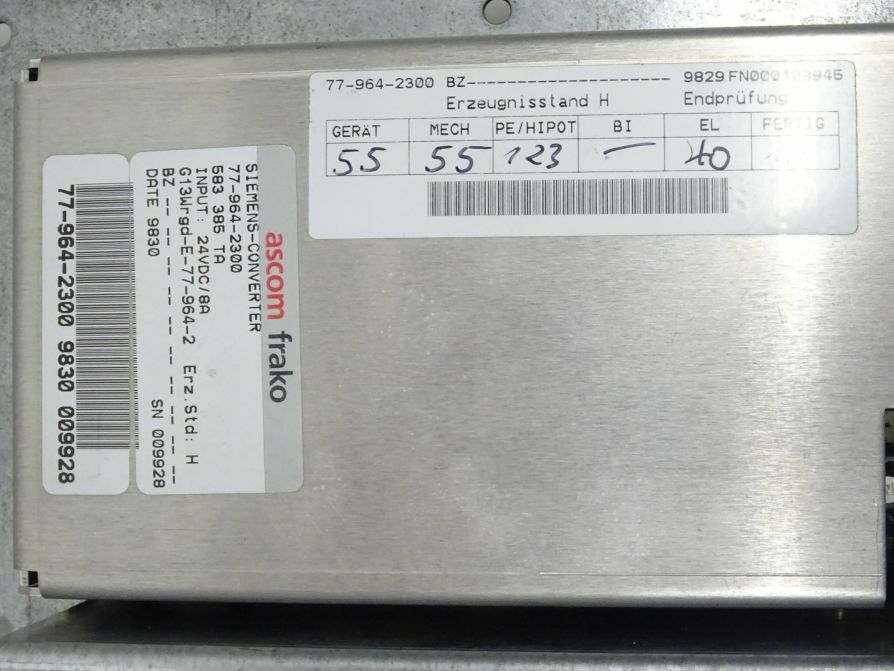 77-964-2300 BZ-------------------- 9829 FN000
Erzeugnisstand H Endprüfung
GERÄT MECH PE/HIPOT BI EL FERTIG
55 55 123 — 40
ascom frako
SIEMENS-CONVERTER
77-964-2300
583 385 TA
INPUT: 24VDC/8A
G13Wrgd-E-77-964-2 Erz.Std: H
BZ -- -- -- -- -- -- -- -- -- --
DATE 9830 SN 009928
77-964-2300 9830 009928